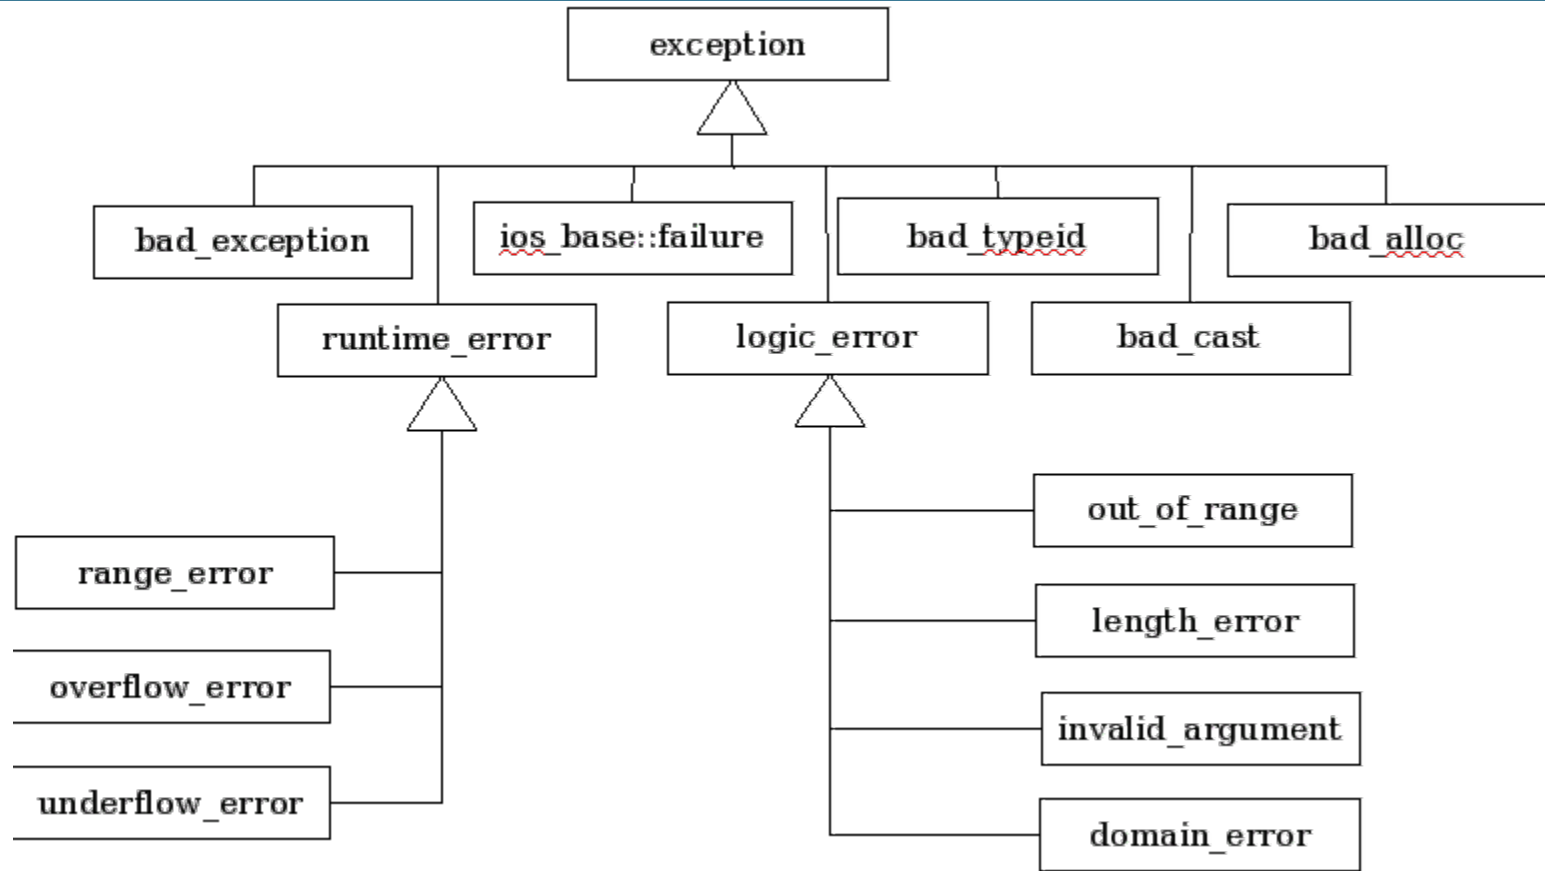 exception
bad_exception
ios_base::failure
bad_typeid
bad_alloc
runtime_error
logic_error
bad_cast
out_of_range
range_error
length_error
overflow_error
invalid_argument
underflow_error
domain_error